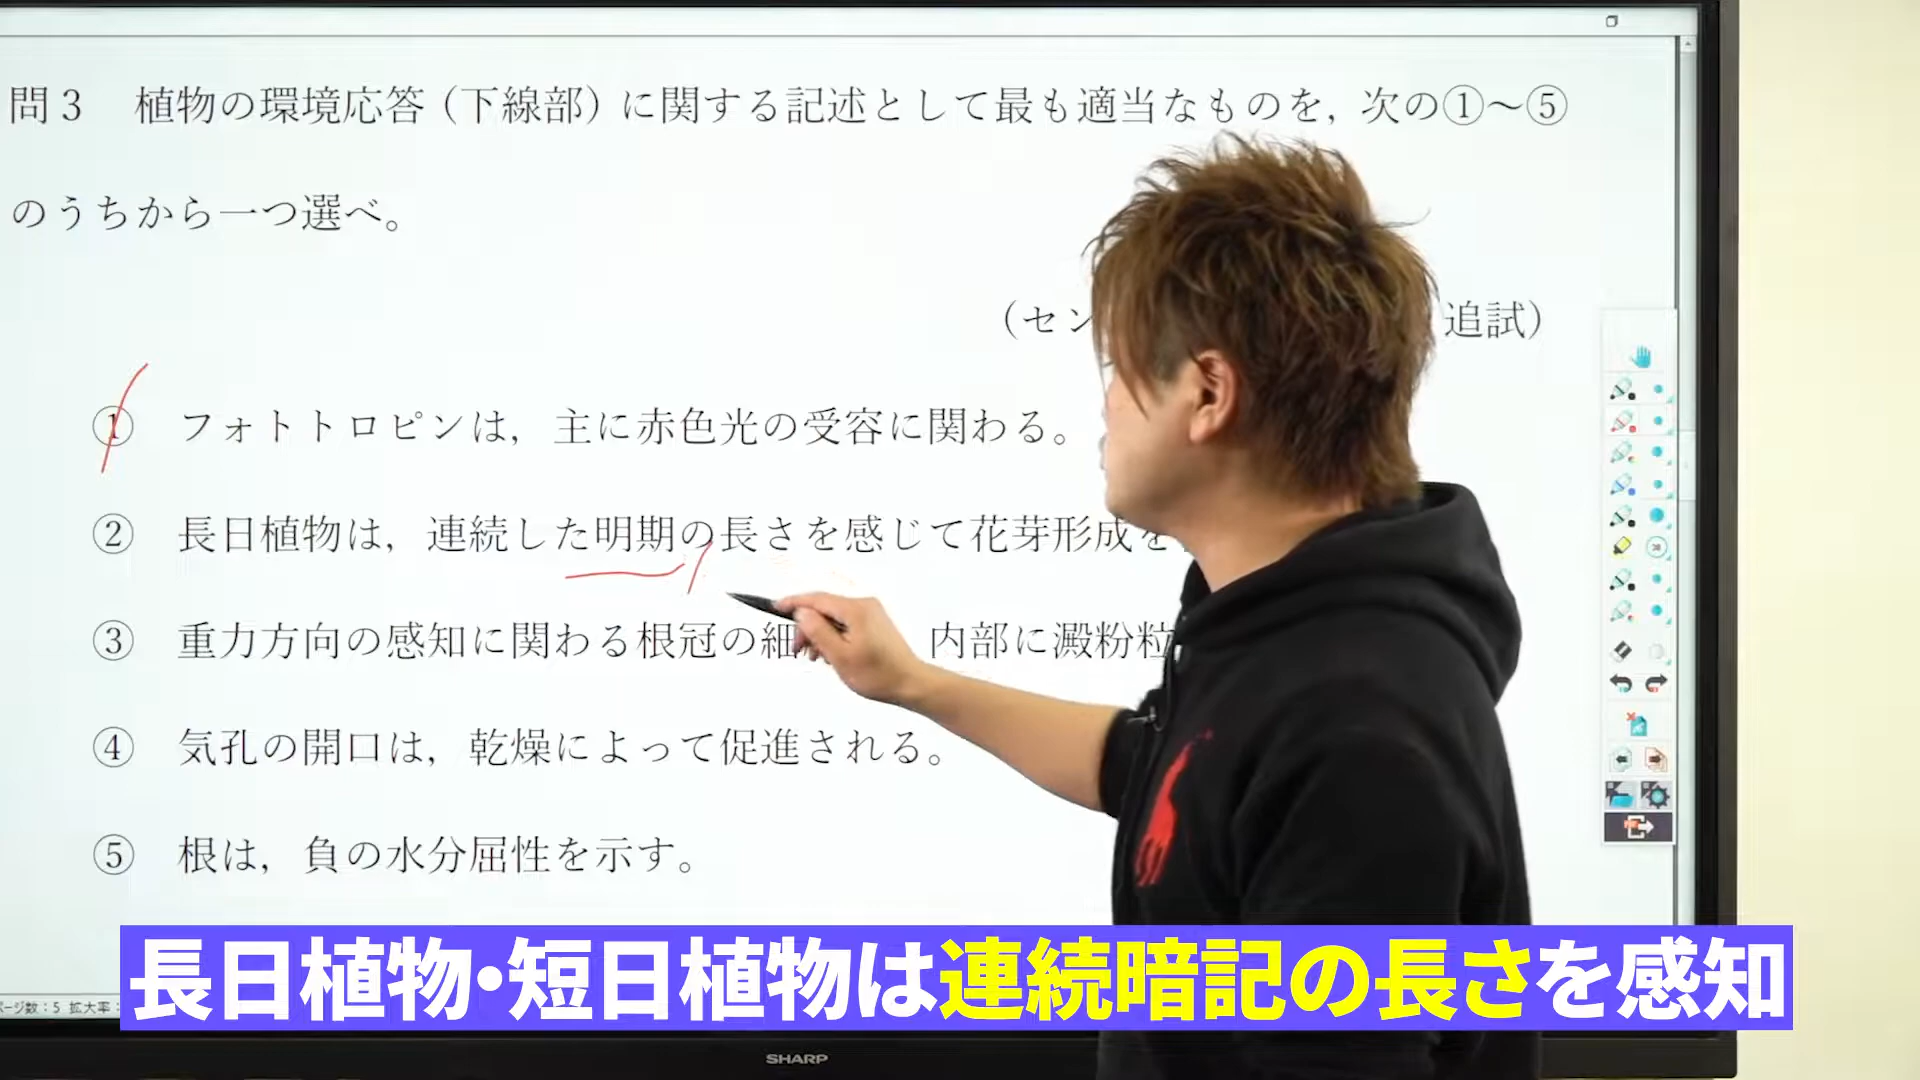 問3 植物の環境応答(下線部)に関する記述として最も適当なものを,次の①〜⑤
のうちから一つ選べ。
(セン 追試)
① フォトトロピンは,主に赤色光の受容に関わる。
② 長日植物は,連続した明期の長さを感じて花芽形成を
③ 重力方向の感知に関わる根冠の細 内部に澱粉粒
④ 気孔の開口は,乾燥によって促進される。
⑤ 根は,負の水分屈性を示す。
長日植物・短日植物は連続暗記の長さを感知
ページ数:5 拡大率:
SHARP